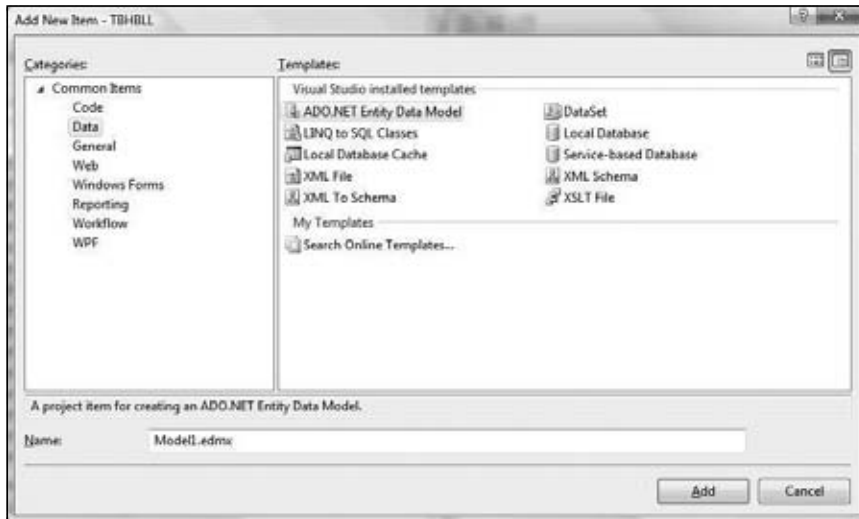 Add New Item - TBHBLL
Categories:
Templates:
Common Items
Code
Data
General
Web
Windows Forms
Reporting
Workflow
WPF
Visual Studio installed templates
ADO.NET Entity Data Model
DataSet
LINQ to SQL Classes
Local Database
Local Database Cache
Service-based Database
XML File
XML Schema
XML To Schema
XSLT File
My Templates
Search Online Templates...
A project item for creating an ADO.NET Entity Data Model.
Name:
Model1.edmx
Add
Cancel